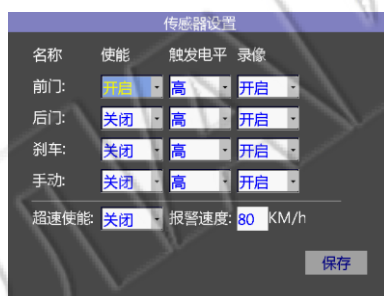 传感器设置
名称 使能 触发电平 录像
前门: 开启 高 开启
后门: 关闭 高 开启
刹车: 关闭 高 开启
手动: 关闭 高 开启
超速使能: 关闭 报警速度: 80 KM/h
保存